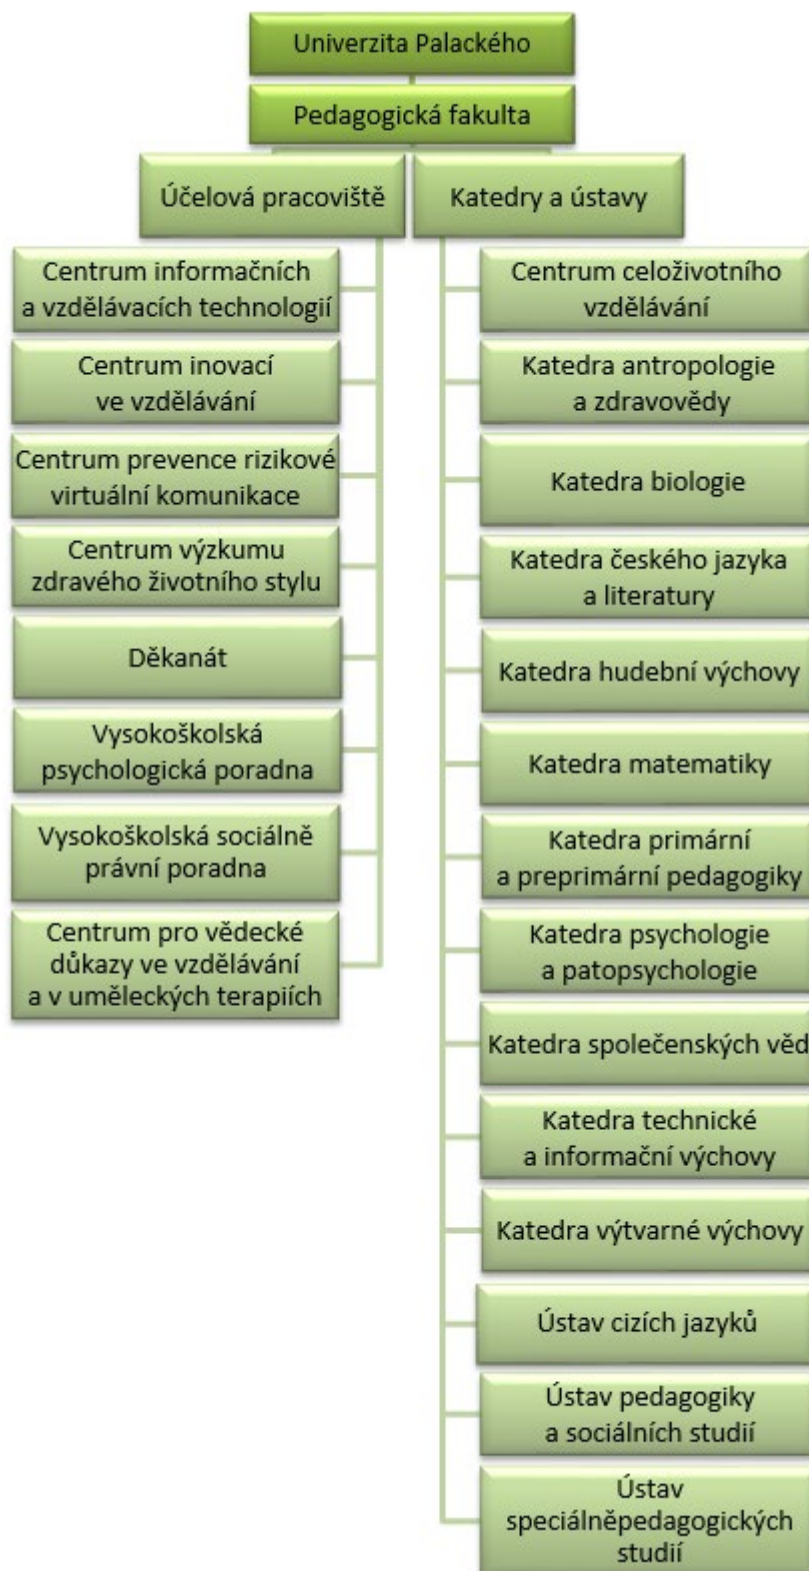 Univerzita Palackého
Pedagogická fakulta
Účelová pracoviště
Katedry a ústavy
Centrum informačních
a vzdělávacích technologií
Centrum inovací
ve vzdělávání
Centrum prevence rizikové
virtuální komunikace
Centrum výzkumu
zdravého životního stylu
Děkanát
Vysokoškolská
psychologická poradna
Vysokoškolská sociálně
právní poradna
Centrum pro vědecké
důkazy ve vzdělávání
a v uměleckých terapiích
Centrum celoživotního
vzdělávání
Katedra antropologie
a zdravovědy
Katedra biologie
Katedra českého jazyka
a literatury
Katedra hudební výchovy
Katedra matematiky
Katedra primární
a preprimární pedagogiky
Katedra psychologie
a patopsychologie
Katedra společenských věd
Katedra technické
a informační výchovy
Katedra výtvarné výchovy
Ústav cizích jazyků
Ústav pedagogiky
a sociálních studií
Ústav
speciálněpedagogických
studií